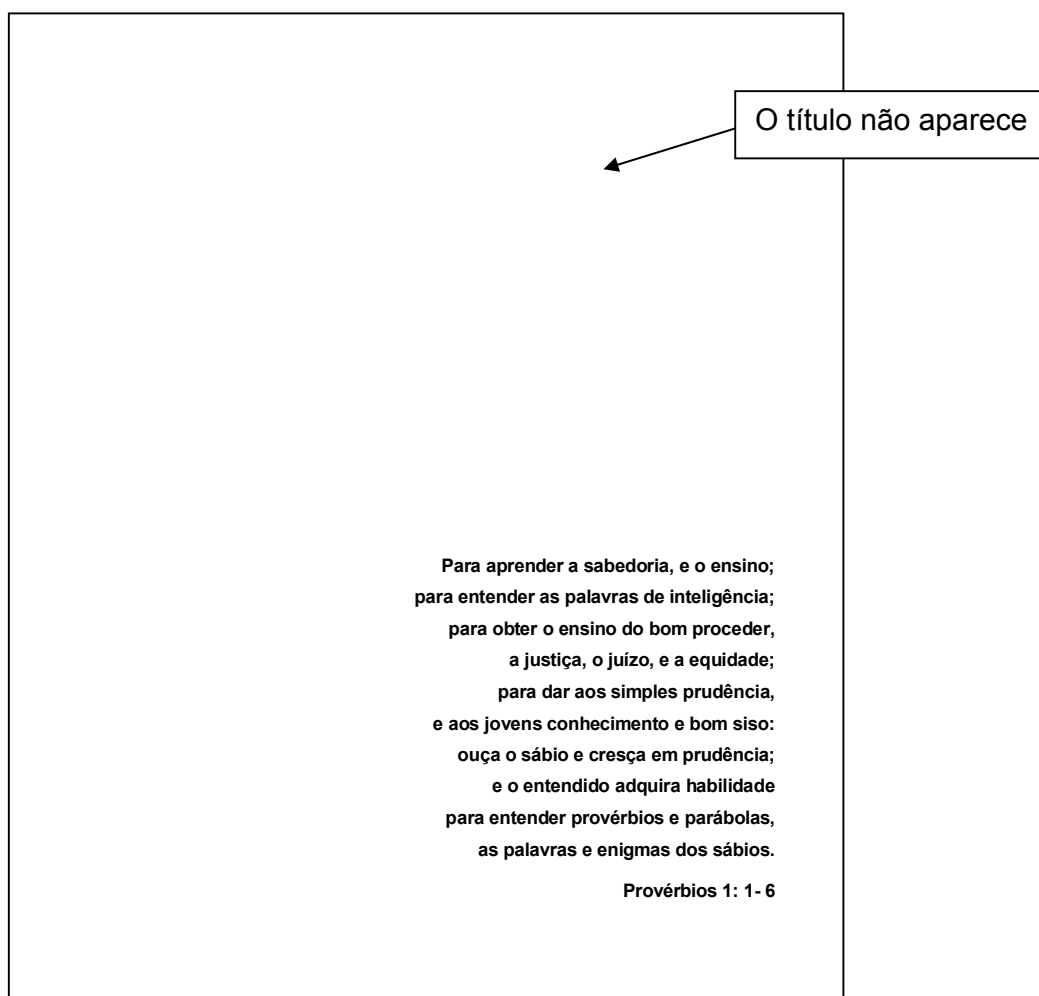 O título não aparece
Para aprender a sabedoria, e o ensino;
para entender as palavras de inteligência;
para obter o ensino do bom proceder,
a justiça, o juízo, e a equidade;
para dar aos simples prudência,
e aos jovens conhecimento e bom siso:
ouça o sábio e cresça em prudência;
e o entendido adquira habilidade
para entender provérbios e parábolas,
as palavras e enigmas dos sábios.
Provérbios 1: 1- 6